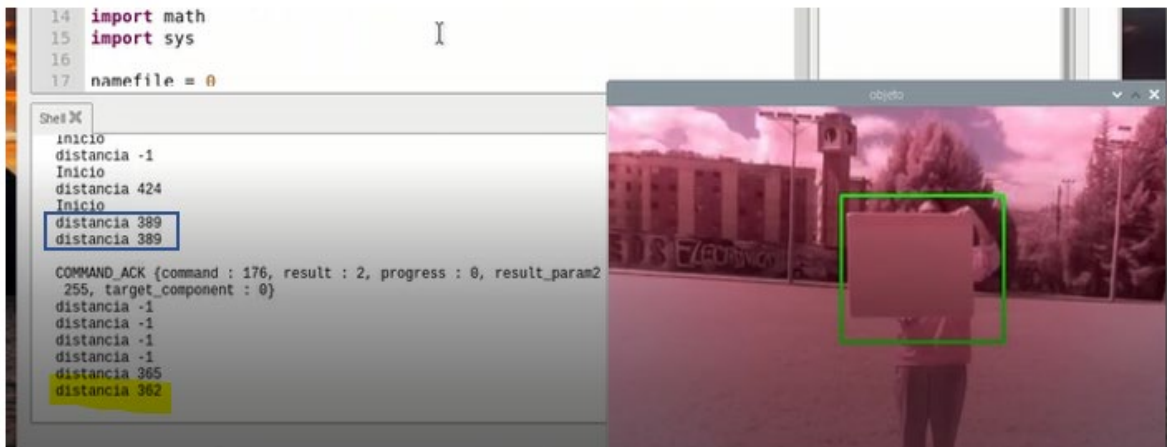 14 import math
15 import sys
16
17 namefile = 0
Shell
Inicio
distancia -1
Inicio
distancia 424
Inicio
distancia 389
distancia 389
COMMAND_ACK {command : 176, result : 2, progress : 0, result_param2
255, target_component : 0}
distancia -1
distancia -1
distancia -1
distancia -1
distancia 365
distancia 362
objeto